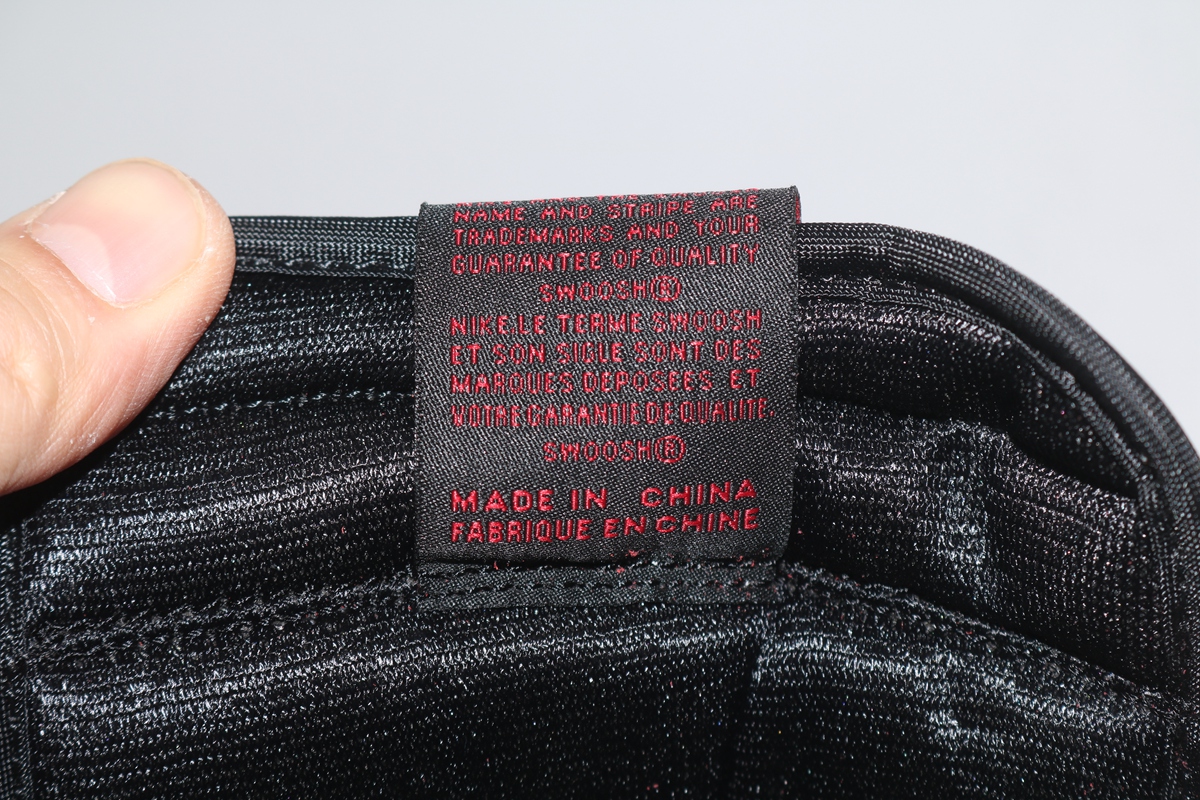 NAME AND STRIPE ARE
TRADEMARKS AND YOUR
GUARANTEE OF QUALITY
SWOOSH®
NIKE.LE TERME SWOOSH
ET SON SIGLE SONT DES
MARQUES DEPOSEES ET
VOTRE GARANTIE DE QUALITE.
SWOOSH®
MADE IN CHINA
FABRIQUE EN CHINE